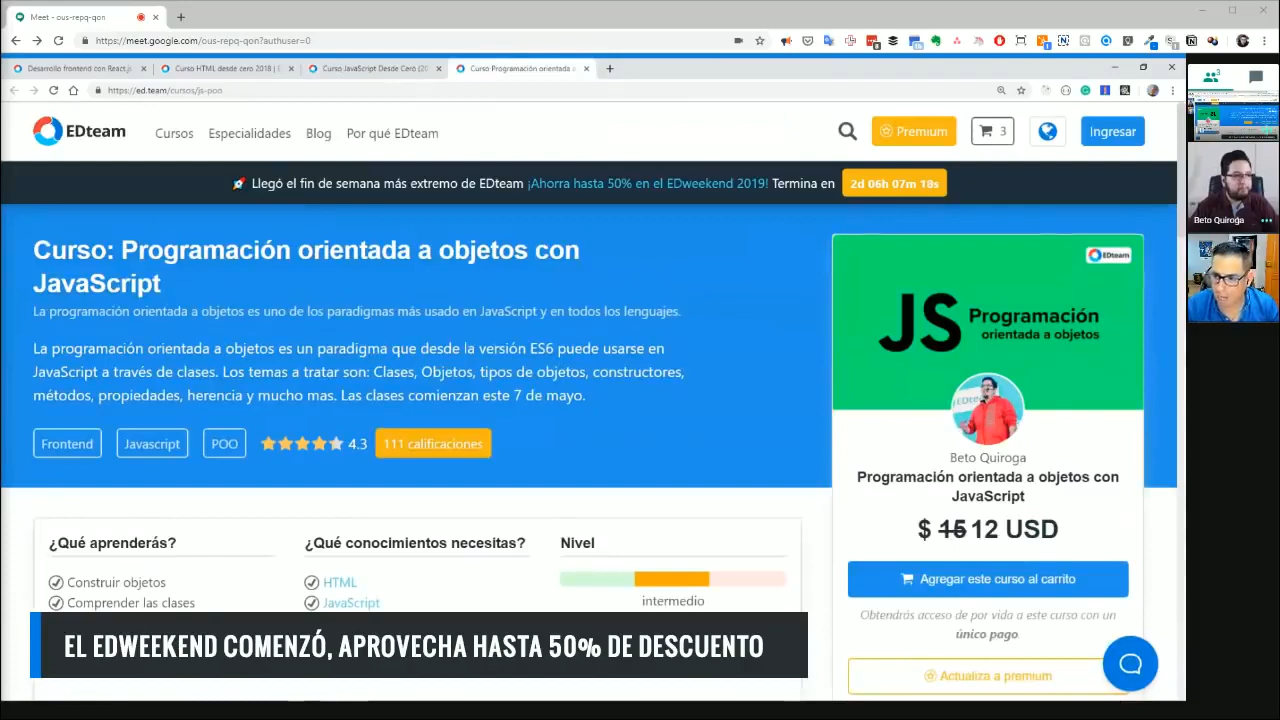 Meet - ous-repq-qon
https://meet.google.com/ous-repq-qon?authuser=0
Desarrollo frontend con React.js
Curso HTML desde cero 2018 |
Curso JavaScript Desde Cero (20
Curso Programación orientada a
https://ed.team/cursos/js-poo
EDteam
Cursos
Especialidades
Blog
Por qué EDteam
Premium
3
Ingresar
Llegó el fin de semana más extremo de EDteam ¡Ahorra hasta 50% en el EDweekend 2019! Termina en
2d 06h 07m 18s
Curso: Programación orientada a objetos con
JavaScript
La programación orientada a objetos es uno de los paradigmas más usado en JavaScript y en todos los lenguajes.
La programación orientada a objetos es un paradigma que desde la versión ES6 puede usarse en
JavaScript a través de clases. Los temas a tratar son: Clases, Objetos, tipos de objetos, constructores,
métodos, propiedades, herencia y mucho mas. Las clases comienzan este 7 de mayo.
Frontend
Javascript
POO
4.3
111 calificaciones
EDteam
JS Programación
orientada a objetos
Beto Quiroga
Programación orientada a objetos con
JavaScript
$ 15 12 USD
Agregar este curso al carrito
Obtendrás acceso de por vida a este curso con un
único pago.
Actualiza a premium
¿Qué aprenderás?
Construir objetos
Comprender las clases
¿Qué conocimientos necesitas?
HTML
JavaScript
Nivel
intermedio
EL EDWEEKEND COMENZÓ, APROVECHA HASTA 50% DE DESCUENTO
3
Beto Quiroga